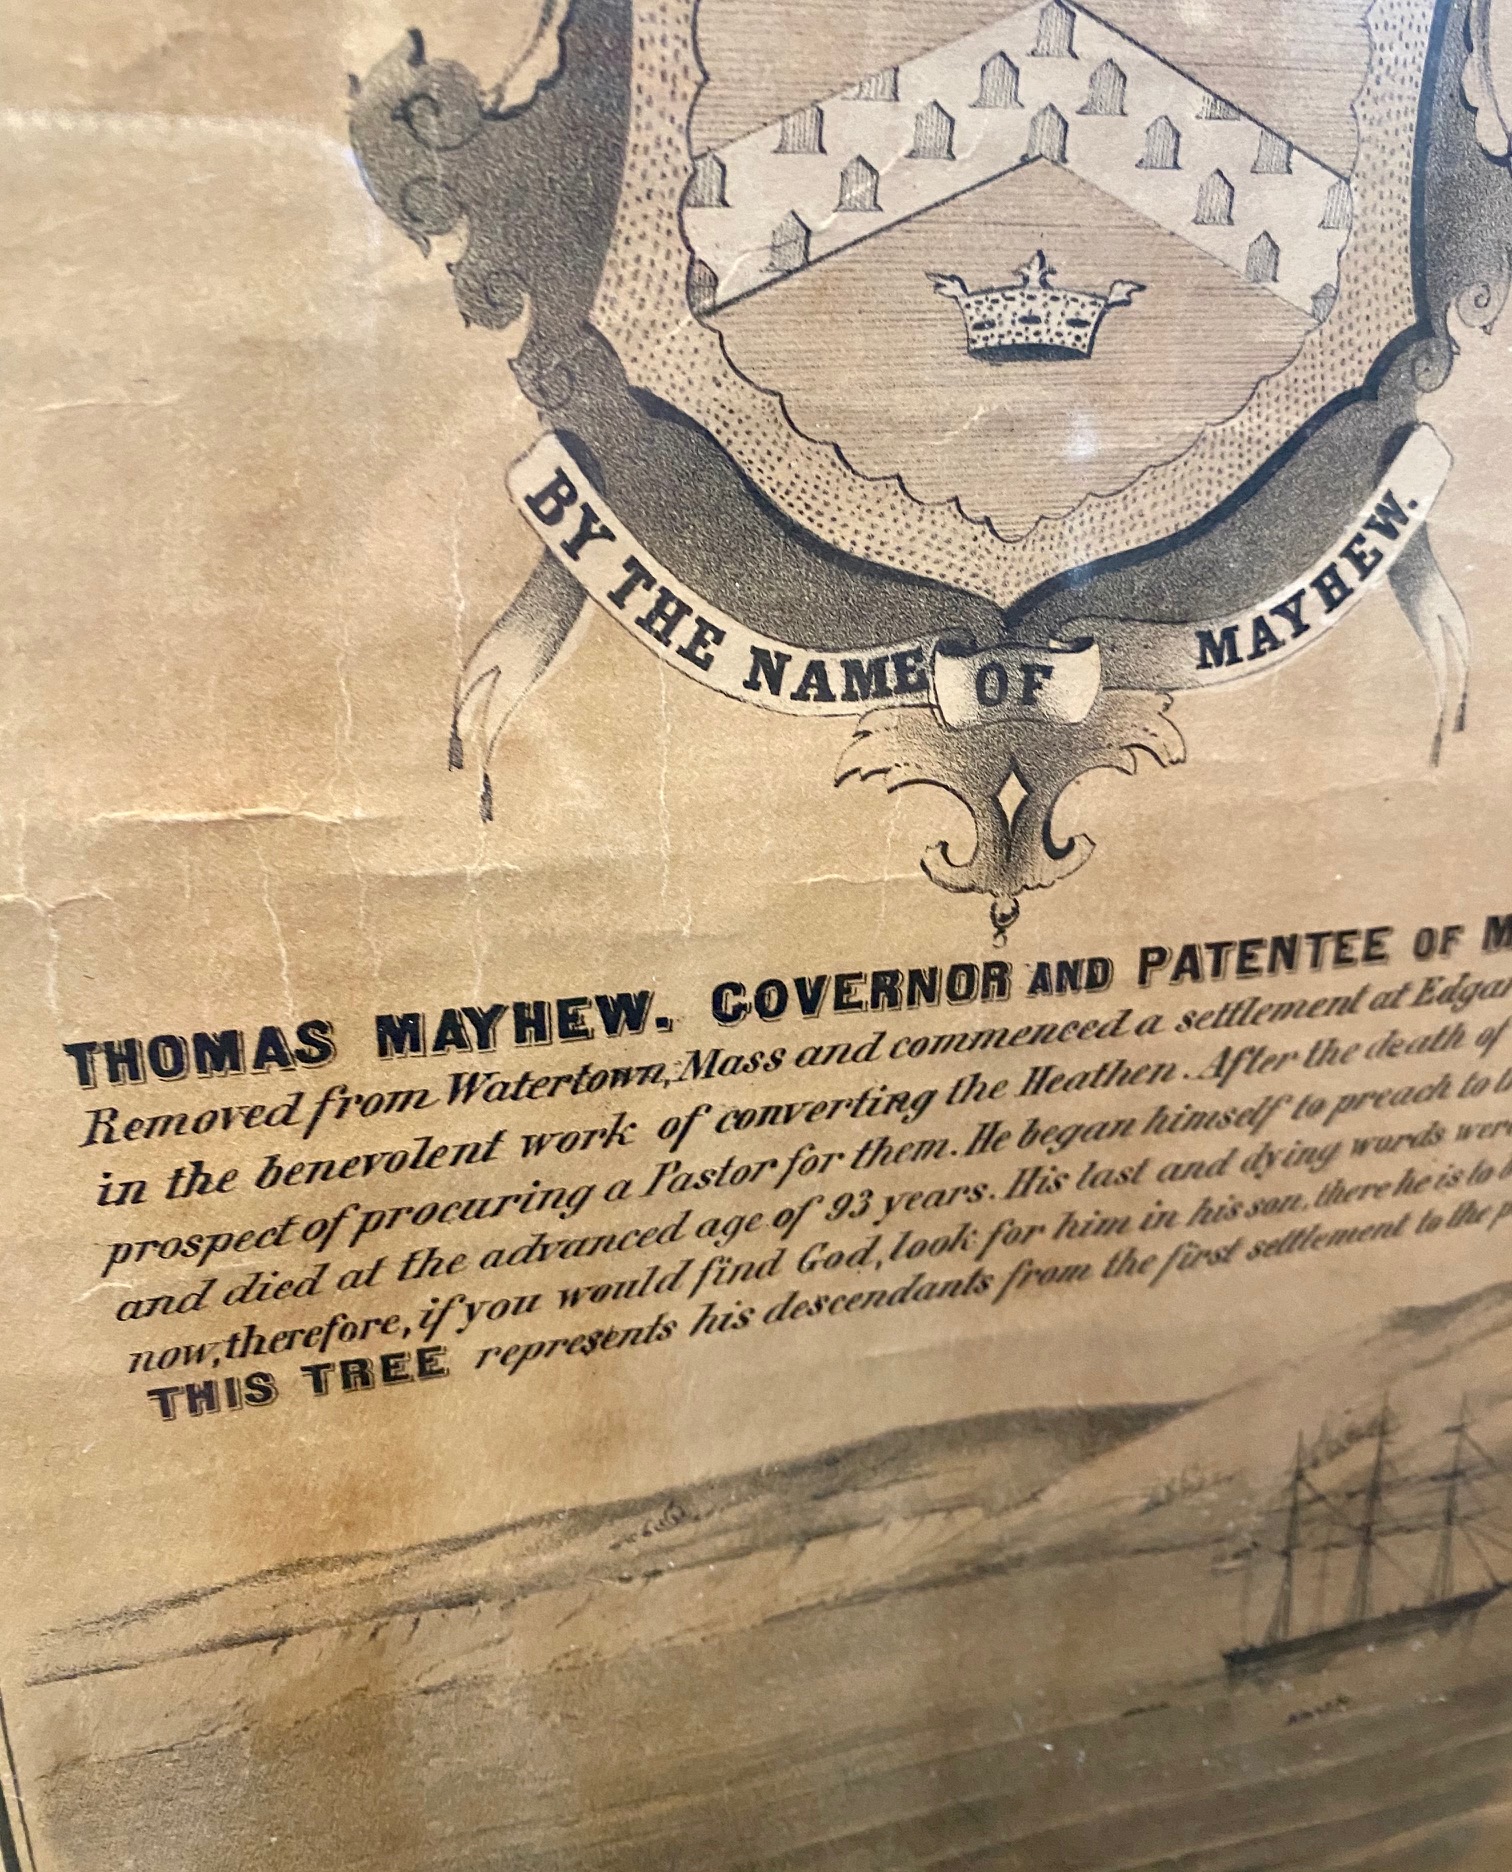 BY THE NAME OF MAYHEW.
THOMAS MAYHEW. GOVERNOR AND PATENTEE OF M
Removed from Watertown, Mass and commenced a settlement at Edgar
in the benevolent work of converting the Heathen. After the death of
prospect of procuring a Pastor for them. He began himself to preach to
and died at the advanced age of 93 years. His last and dying words were
now, therefore, if you would find God, look for him in his son, there he is to
THIS TREE represents his descendants from the first settlement to the p